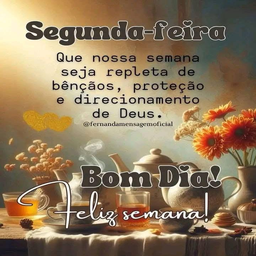 Segunda-feira
Que nossa semana
seja repleta de
bênçãos, proteção
e direcionamento
de Deus.
@fernandamensagemoficial
Bom Dia!
Feliz semana!